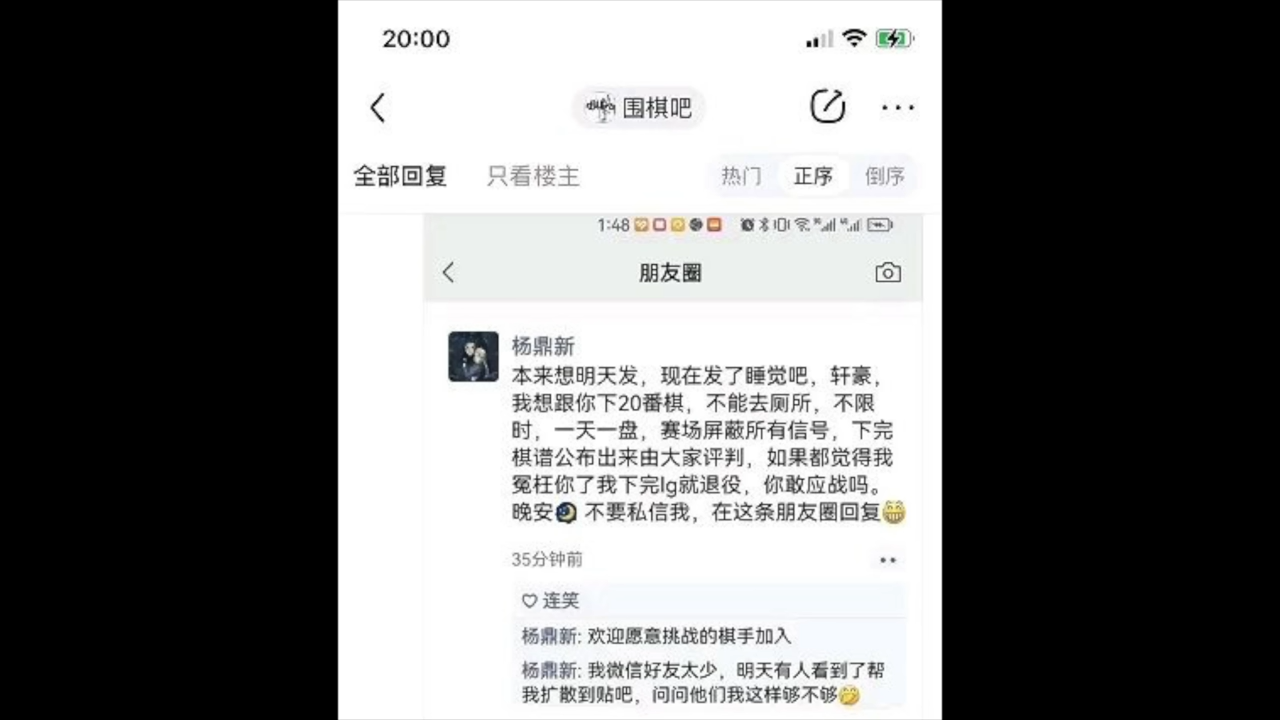 20:00
围棋吧
全部回复 只看楼主 热门 正序 倒序
1:48
朋友圈
杨鼎新
本来想明天发，现在发了睡觉吧，轩豪，
我想跟你下20番棋，不能去厕所，不限
时，一天一盘，赛场屏蔽所有信号，下完
棋谱公布出来由大家评判，如果都觉得我
冤枉你了我下完lg就退役，你敢应战吗。
晚安🌛 不要私信我，在这条朋友圈回复😁
35分钟前
连笑
杨鼎新: 欢迎愿意挑战的棋手加入
杨鼎新: 我微信好友太少，明天有人看到了帮
我扩散到贴吧，问问他们我这样够不够🤭